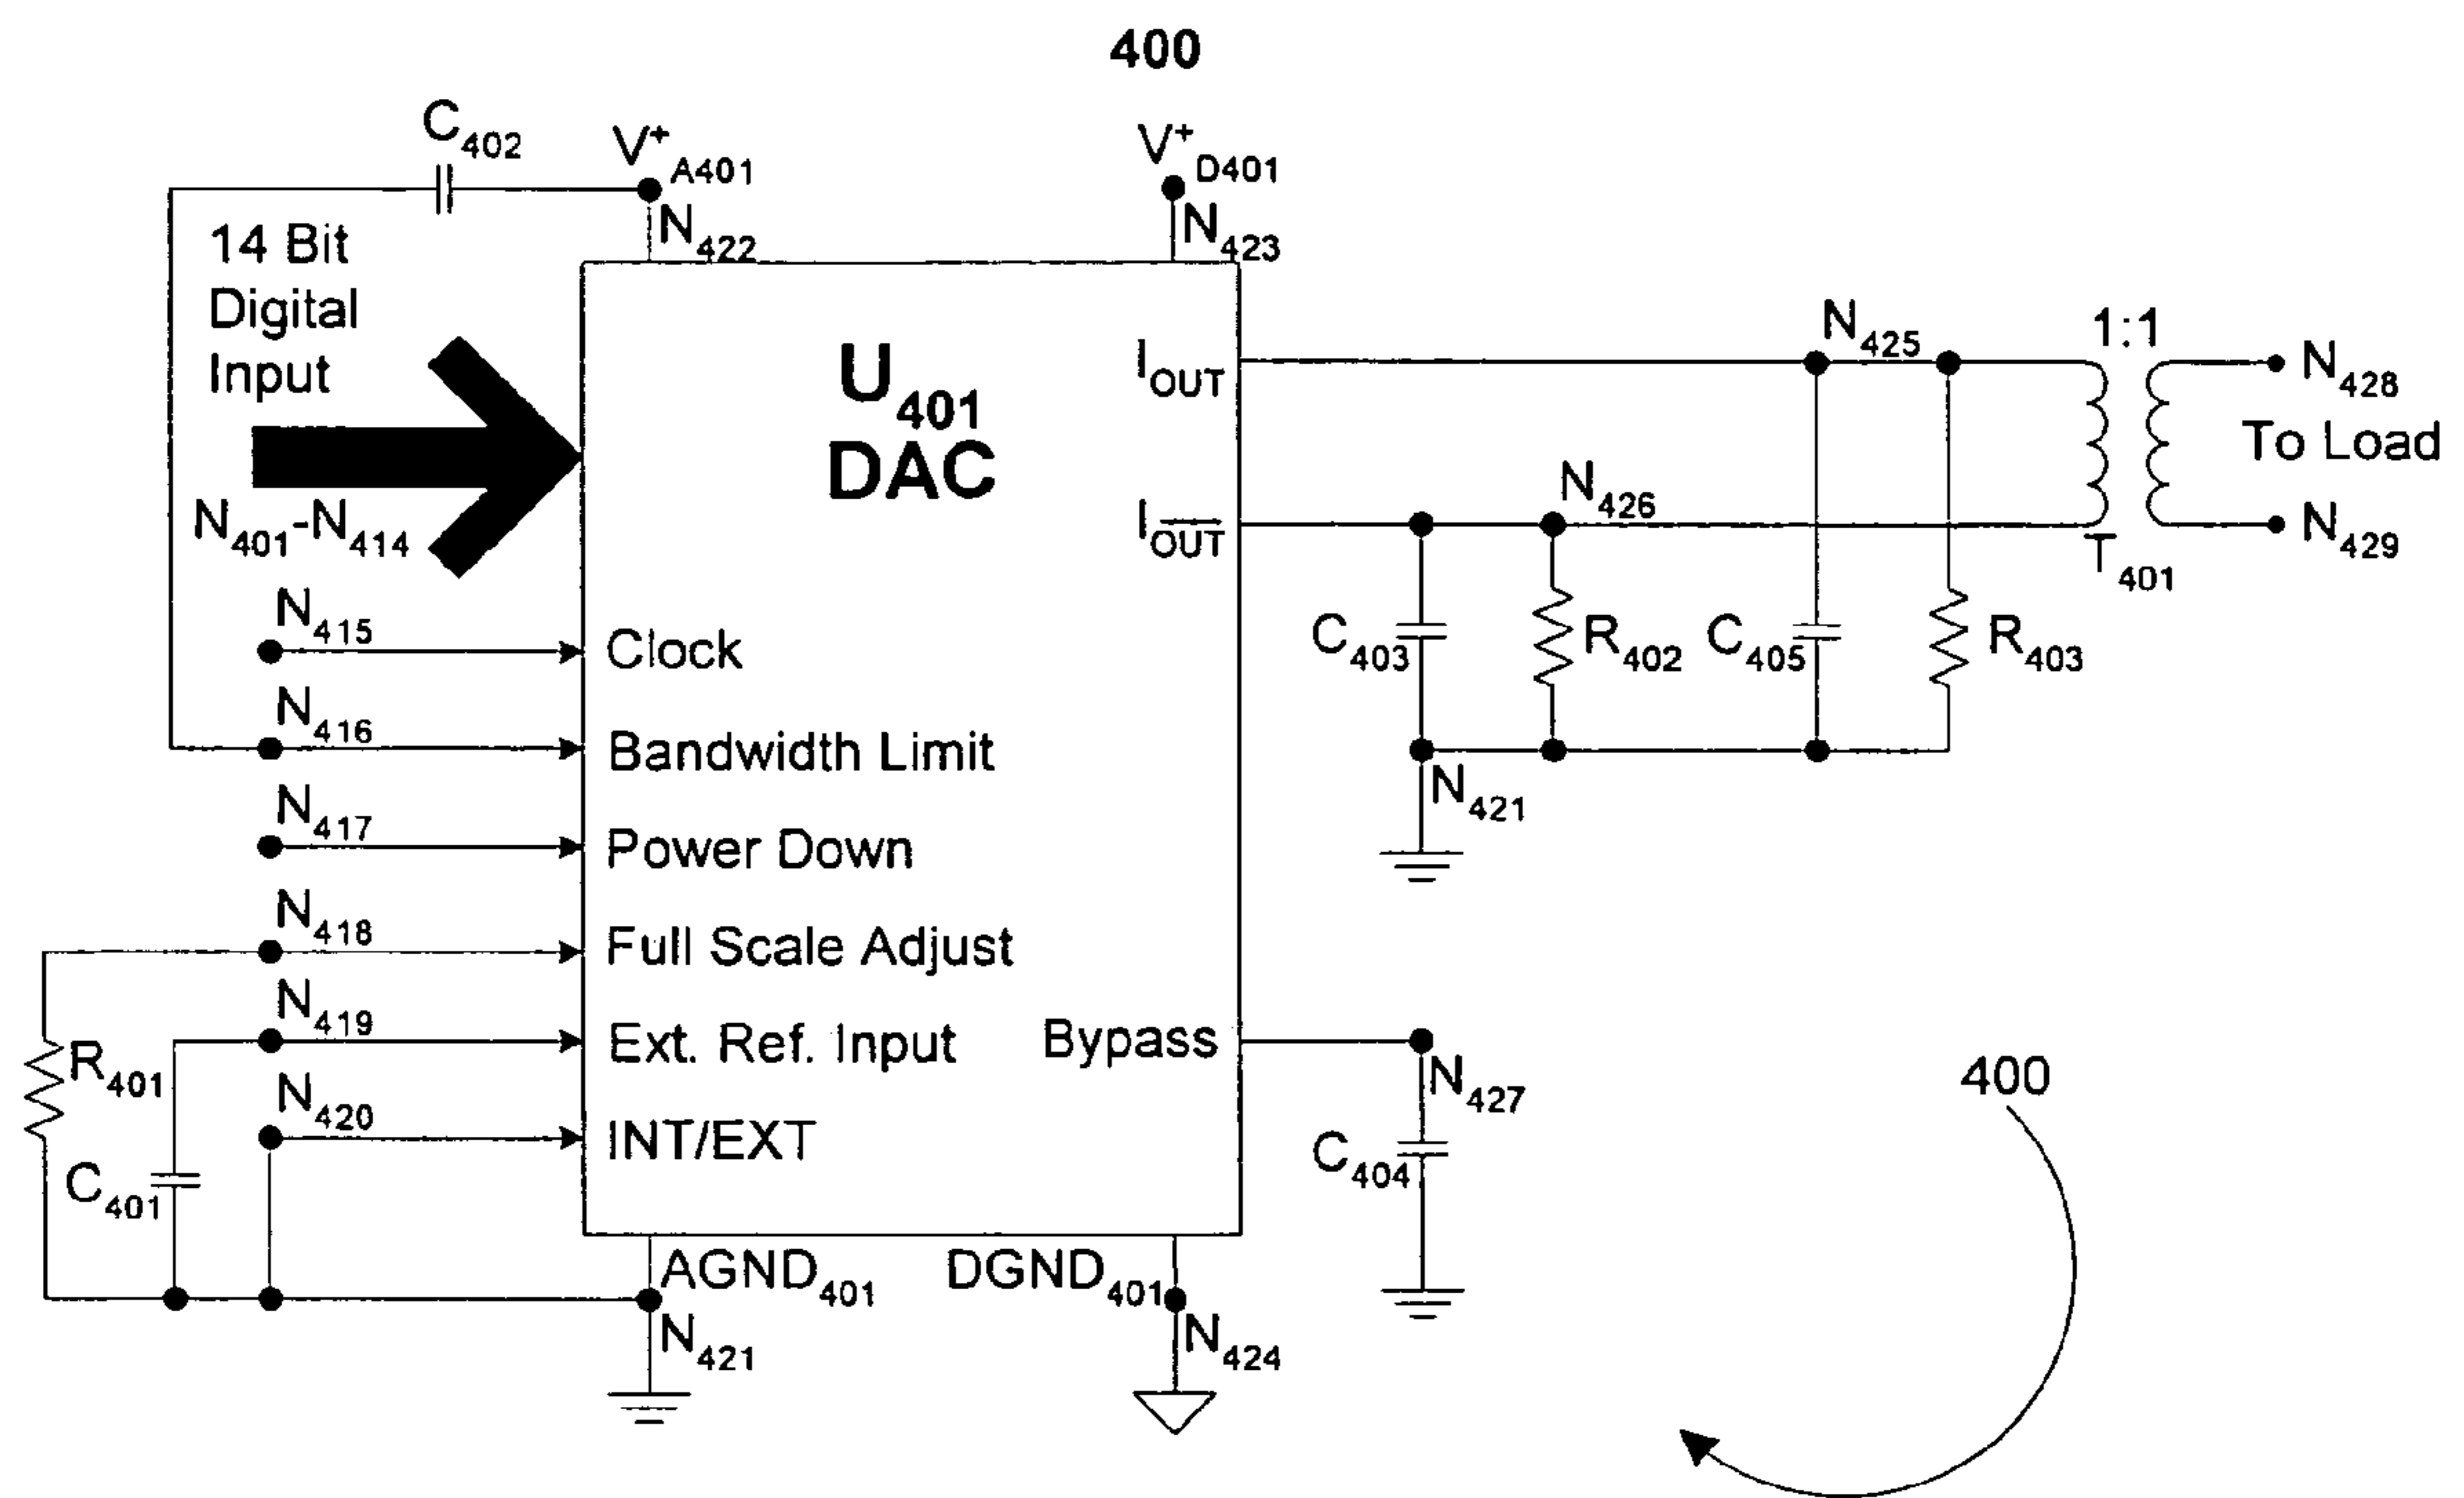 400
C402
V+A401
V+D401
N422
N423
14 Bit
Digital
Input
N401-N414
U401
DAC
IOUT
I\overline{OUT}
N425
1:1
N428
To Load
N426
N429
T401
N415
Clock
C403
R402
C405
R403
N416
Bandwidth Limit
N421
N417
Power Down
N418
Full Scale Adjust
N419
Ext. Ref. Input
Bypass
R401
N427
400
N420
INT/EXT
C401
C404
AGND401
DGND401
N421
N424